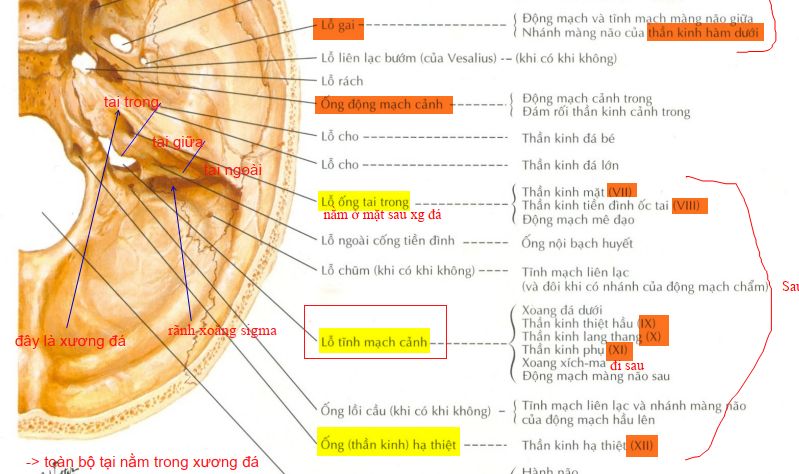 Lỗ gai
Động mạch và tĩnh mạch màng não giữa
Nhánh màng não của thần kinh hàm dưới
Lỗ liên lạc bướm (của Vesalius) -- (khi có khi không)
Lỗ rách
Ống động mạch cảnh
Động mạch cảnh trong
Đám rối thần kinh cảnh trong
tai trong
Lỗ cho
Thần kinh đá bé
tai giữa
Lỗ cho
Thần kinh đá lớn
tai ngoài
Lỗ ống tai trong
nằm ở mặt sau xg đá
Thần kinh mặt (VII)
Thần kinh tiền đình ốc tai (VIII)
Động mạch mê đạo
Lỗ ngoài cống tiền đình
Ống nội bạch huyết
Lỗ chũm (khi có khi không)
Tĩnh mạch liên lạc
(và đôi khi có nhánh của động mạch chẩm)
Sau
đây là xương đá
rãnh xoang sigma
Lỗ tĩnh mạch cảnh
Xoang đá dưới
Thần kinh thiệt hầu (IX)
Thần kinh lang thang (X)
Thần kinh phụ (XI)
Xoang xích-ma đi sau
Động mạch màng não sau
Ống lồi cầu (khi có khi không)
Tĩnh mạch liên lạc và nhánh màng não
của động mạch hầu lên
Ống (thần kinh) hạ thiệt
Thần kinh hạ thiệt (XII)
-> toàn bộ tại nằm trong xương đá
Hành não